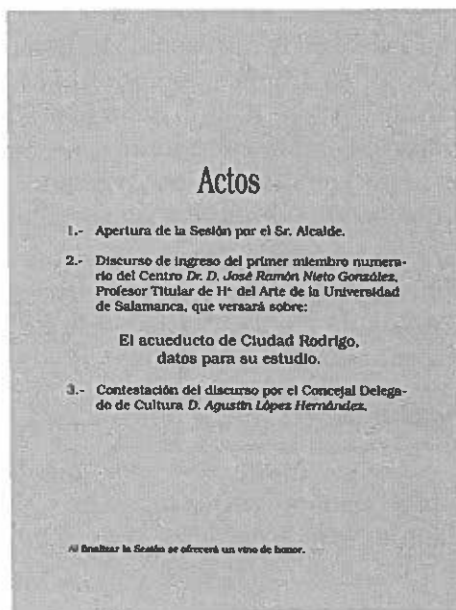 Actos
1.- Apertura de la Sesión por el Sr. Alcalde.
2.- Discurso de ingreso del primer miembro numera-
rio del Centro Dr. D. José Ramón Nieto González,
Profesor Titular de Hª del Arte de la Universidad
de Salamanca, que versará sobre:
El acueducto de Ciudad Rodrigo,
datos para su estudio.
3.- Contestación del discurso por el Concejal Delega-
do de Cultura D. Agustín López Hernández.
Al finalizar la Sesión se ofrecerá un vino de honor.